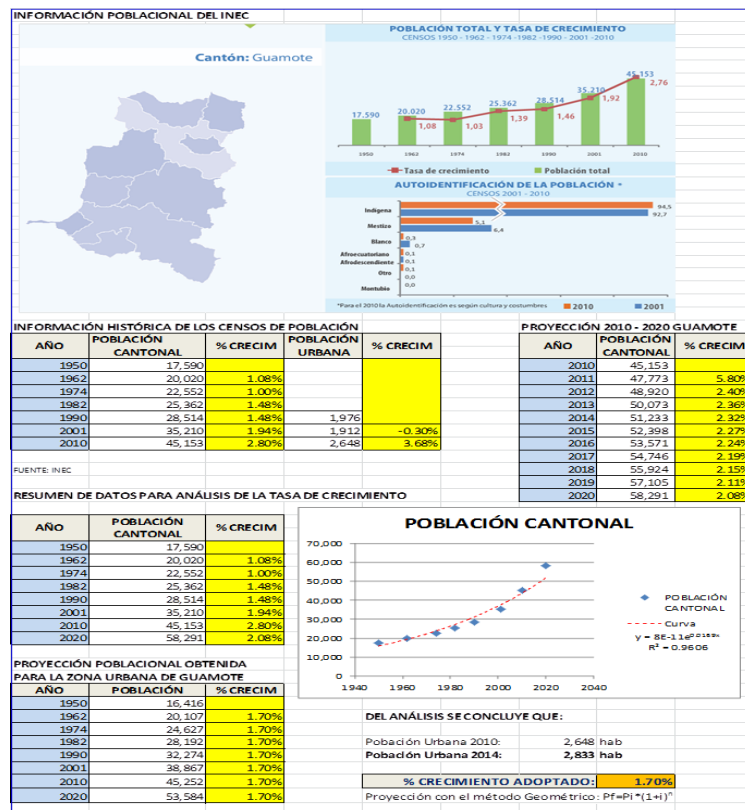 INFORMACIÓN POBLACIONAL DEL INEC
Cantón: Guamote
POBLACIÓN TOTAL Y TASA DE CRECIMIENTO
CENSOS 1950 - 1962 - 1974 -1982 -1990 - 2001 -2010
17.590 20.020 22.552 25.362 28.514 35.210 45.153
1,08 1,03 1,39 1,46 1,92 2,76
1950 1962 1974 1982 1990 2001 2010
Tasa de crecimiento Población total
AUTOIDENTIFICACIÓN DE LA POBLACIÓN *
CENSOS 2001 - 2010
Indígena 94,5 92,7
Mestizo 5,1 6,4
Blanco 0,3 0,7
Afroecuatoriano 0,1
Afrodescendiente 0,1
Otro 0,1 0,0
Montubio 0,0
*Para el 2010 la Autoidentificación es según cultura y costumbres 2010 2001
INFORMACIÓN HISTÓRICA DE LOS CENSOS DE POBLACIÓN
AÑO POBLACIÓN CANTONAL % CRECIM POBLACIÓN URBANA % CRECIM
1950 17,590
1962 20,020 1.08%
1974 22,552 1.00%
1982 25,362 1.48%
1990 28,514 1.48% 1,976
2001 35,210 1.94% 1,912 -0.30%
2010 45,153 2.80% 2,648 3.68%
FUENTE: INEC
PROYECCIÓN 2010 - 2020 GUAMOTE
AÑO POBLACIÓN CANTONAL % CRECIM
2010 45,153
2011 47,773 5.80%
2012 48,920 2.40%
2013 50,073 2.36%
2014 51,233 2.32%
2015 52,398 2.27%
2016 53,571 2.24%
2017 54,746 2.19%
2018 55,924 2.15%
2019 57,105 2.11%
2020 58,291 2.08%
RESUMEN DE DATOS PARA ANÁLISIS DE LA TASA DE CRECIMIENTO
AÑO POBLACIÓN CANTONAL % CRECIM
1950 17,590
1962 20,020 1.08%
1974 22,552 1.00%
1982 25,362 1.48%
1990 28,514 1.48%
2001 35,210 1.94%
2010 45,153 2.80%
2020 58,291 2.08%
POBLACIÓN CANTONAL
70,000
60,000
50,000
40,000
30,000
20,000
10,000
0
1940 1960 1980 2000 2020 2040
POBLACIÓN CANTONAL
Curva
y = 8E-11e^0.0169x
R² = 0.9606
PROYECCIÓN POBLACIONAL OBTENIDA
PARA LA ZONA URBANA DE GUAMOTE
AÑO POBLACIÓN % CRECIM
1950 16,416
1962 20,107 1.70%
1974 24,627 1.70%
1982 28,192 1.70%
1990 32,274 1.70%
2001 38,867 1.70%
2010 45,252 1.70%
2020 53,584 1.70%
DEL ANÁLISIS SE CONCLUYE QUE:
Pobación Urbana 2010: 2,648 hab
Pobación Urbana 2014: 2,833 hab
% CRECIMIENTO ADOPTADO: 1.70%
Proyección con el método Geométrico: Pf=Pi*(1+i)ⁿ